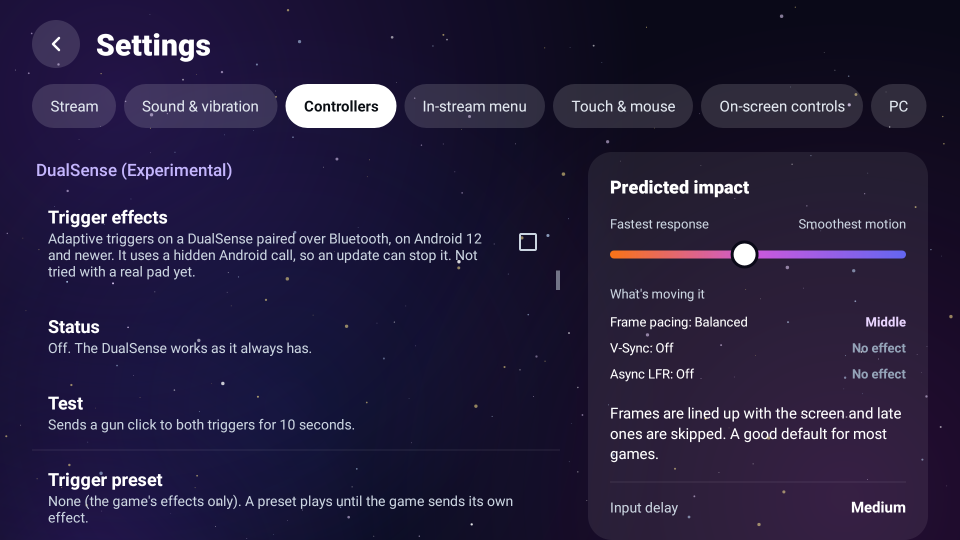 Settings
Stream
Sound & vibration
Controllers
In-stream menu
Touch & mouse
On-screen controls
PC
DualSense (Experimental)
Trigger effects
Adaptive triggers on a DualSense paired over Bluetooth, on Android 12
and newer. It uses a hidden Android call, so an update can stop it. Not
tried with a real pad yet.
Status
Off. The DualSense works as it always has.
Test
Sends a gun click to both triggers for 10 seconds.
Trigger preset
None (the game's effects only). A preset plays until the game sends its own
effect.
Predicted impact
Fastest response
Smoothest motion
What's moving it
Frame pacing: Balanced
Middle
V-Sync: Off
No effect
Async LFR: Off
No effect
Frames are lined up with the screen and late
ones are skipped. A good default for most
games.
Input delay
Medium